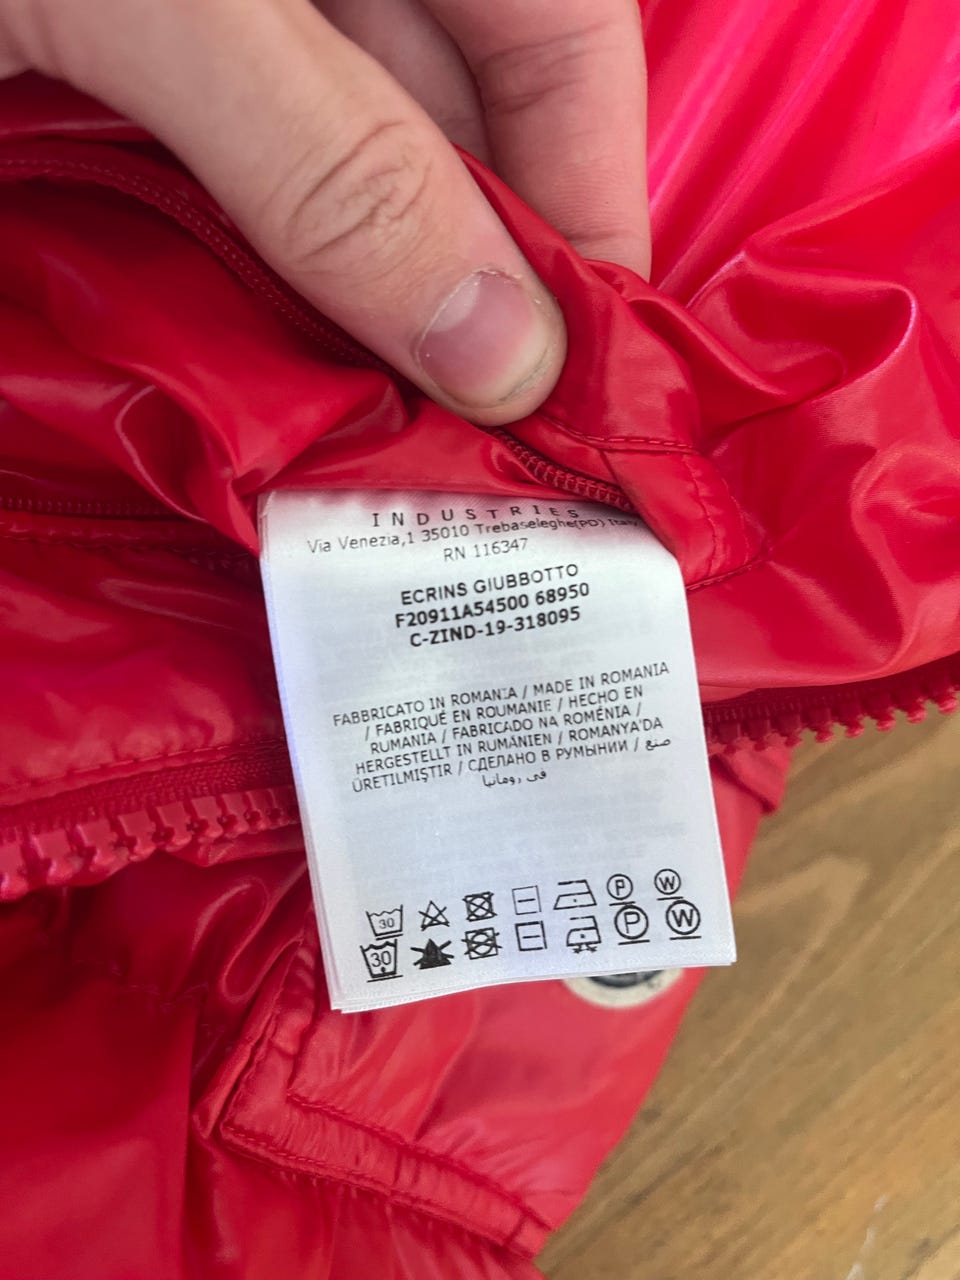 INDUSTRIES
Via Venezia,1 35010 Trebaseleghe(PD) Italy
RN 116347
ECRINS GIUBBOTTO
F20911A54500 68950
C-ZIND-19-318095
FABBRICATO IN ROMANIA / MADE IN ROMANIA
/ FABRIQUÉ EN ROUMANIE / HECHO EN
RUMANIA / FABRICADO NA ROMÉNIA /
HERGESTELLT IN RUMÄNIEN / ROMANYA'DA
ÜRETILMIŞTIR / СДЕЛАНО В РУМЫНИИ / صنع
في رومانيا
30 P W
30 P W